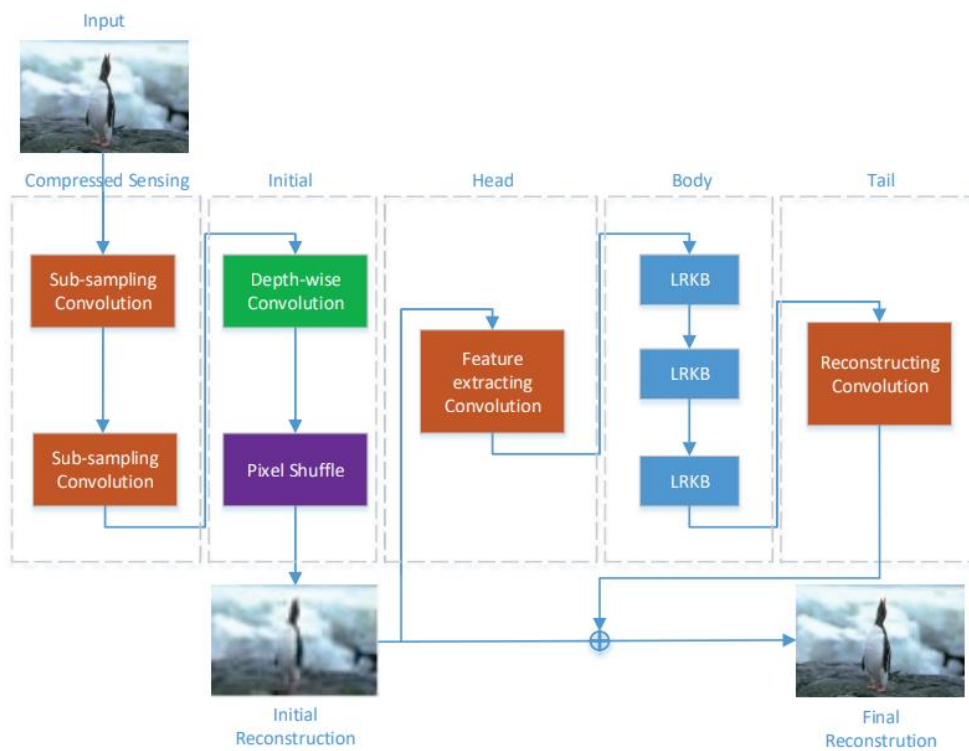 Input
Compressed Sensing
Initial
Head
Body
Tail
Sub-sampling
Convolution
Depth-wise
Convolution
LRKB
Feature
extracting
Convolution
LRKB
Reconstructing
Convolution
Sub-sampling
Convolution
Pixel Shuffle
LRKB
Initial
Reconstruction
Final
Reconstrution